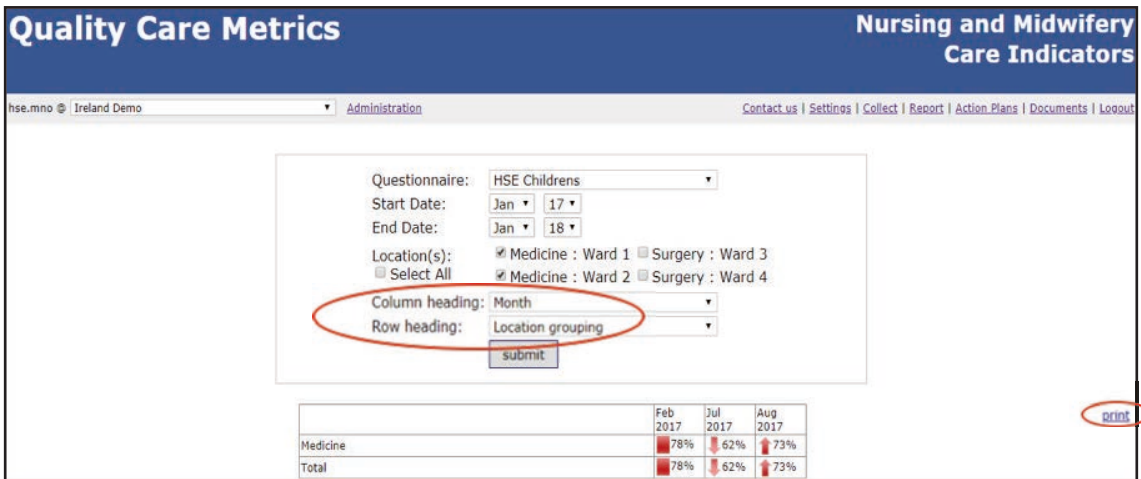 Quality Care Metrics
Nursing and Midwifery
Care Indicators
hse.mno @ Ireland Demo Administration Contact us | Settings | Collect | Report | Action Plans | Documents | Logout
Questionnaire: HSE Childrens
Start Date: Jan 17
End Date: Jan 18
Location(s): Medicine : Ward 1 Surgery : Ward 3
Select All Medicine : Ward 2 Surgery : Ward 4
Column heading: Month
Row heading: Location grouping
submit
print
Feb 2017 Jul 2017 Aug 2017
Medicine 78% 62% 73%
Total 78% 62% 73%